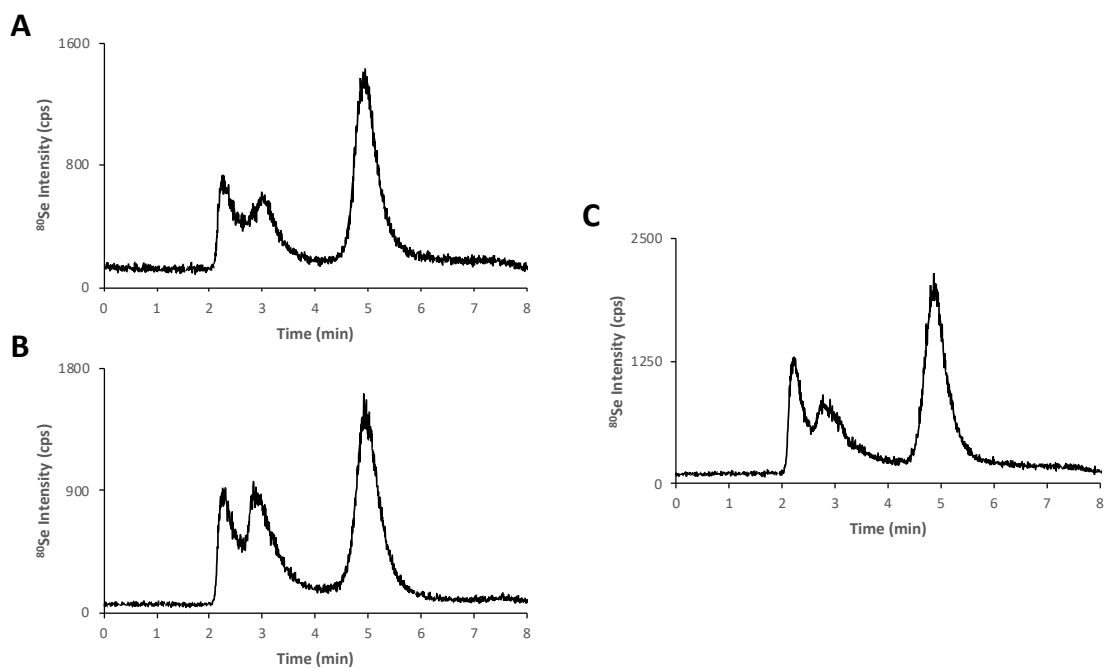 A
1600
800
0
⁸⁰Se Intensity (cps)
0 1 2 3 4 5 6 7 8
Time (min)
B
1800
900
0
⁸⁰Se Intensity (cps)
0 1 2 3 4 5 6 7 8
Time (min)
C
2500
1250
0
⁸⁰Se Intensity (cps)
0 1 2 3 4 5 6 7 8
Time (min)